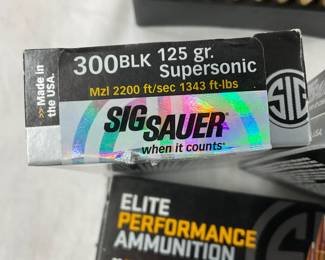 300BLK 125 gr.
Supersonic
Mzl 2200 ft/sec 1343 ft-lbs
>> Made in
the USA.
SIG SAUER®
when it counts®
SIG
ELITE
PERFORMANCE
AMMUNITION